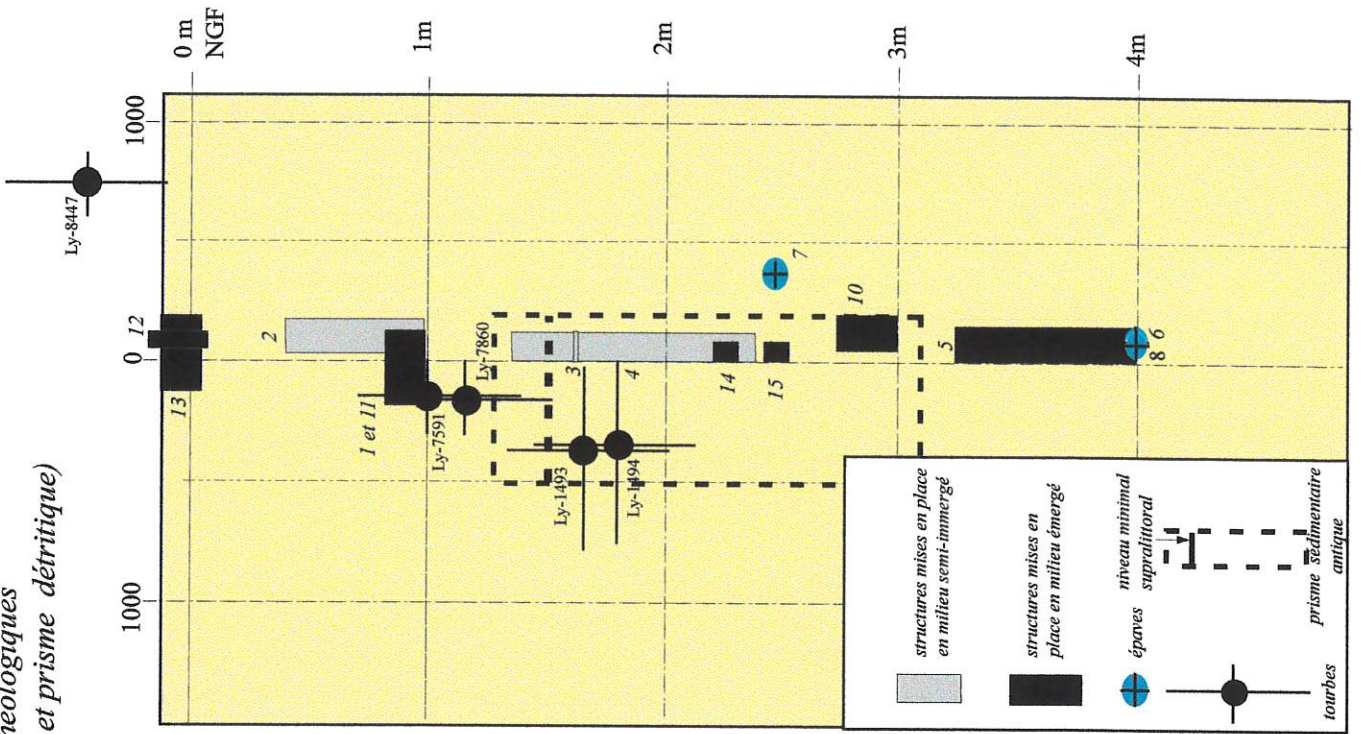 neologiques
et prisme détritique)
1000
0
1000
0 m
NGF
1m
2m
3m
4m
Ly-8447
12
13
2
1 et 11
Ly-7591
Ly-7860
3
4
Ly-1493
Ly-1494
14
15
7
10
5
6
8
structures mises en place
en milieu semi-immergé
structures mises en
place en milieu émergé
épaves
niveau minimal
supralittoral
tourbes
prisme sédimentaire
antique